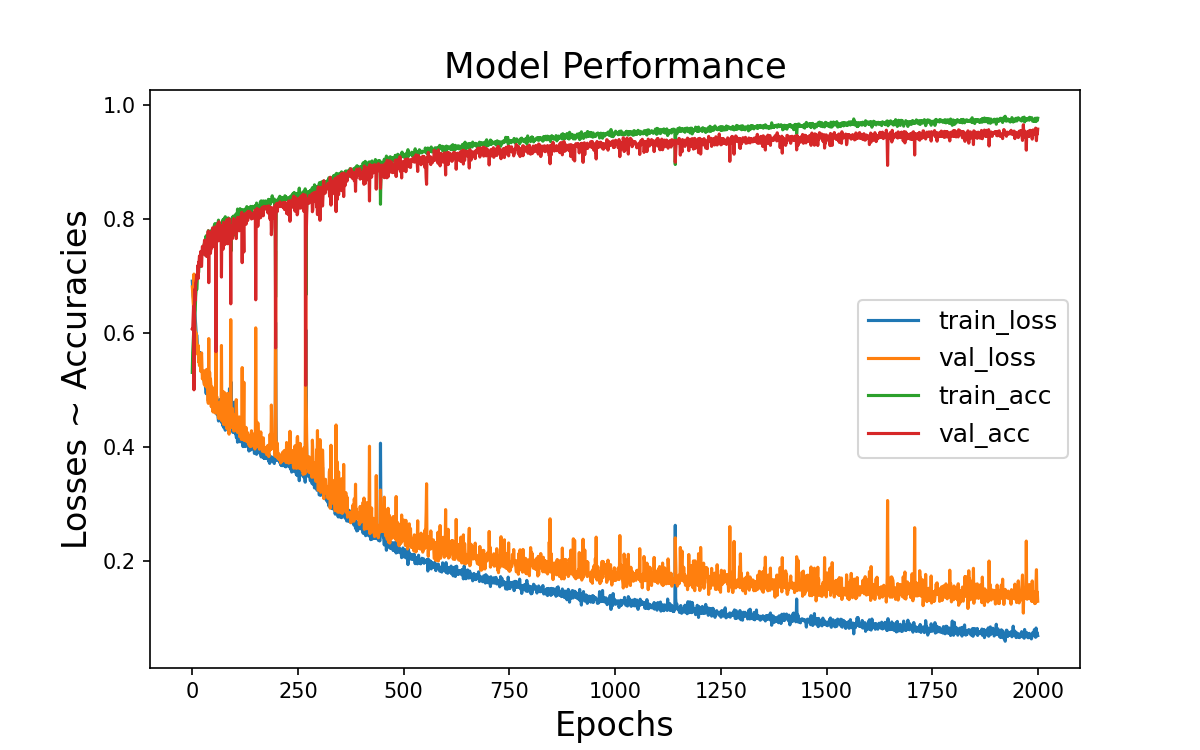 Model Performance
1.0
0.8
0.6
0.4
0.2
Losses ~ Accuracies
train_loss
val_loss
train_acc
val_acc
0 250 500 750 1000 1250 1500 1750 2000
Epochs